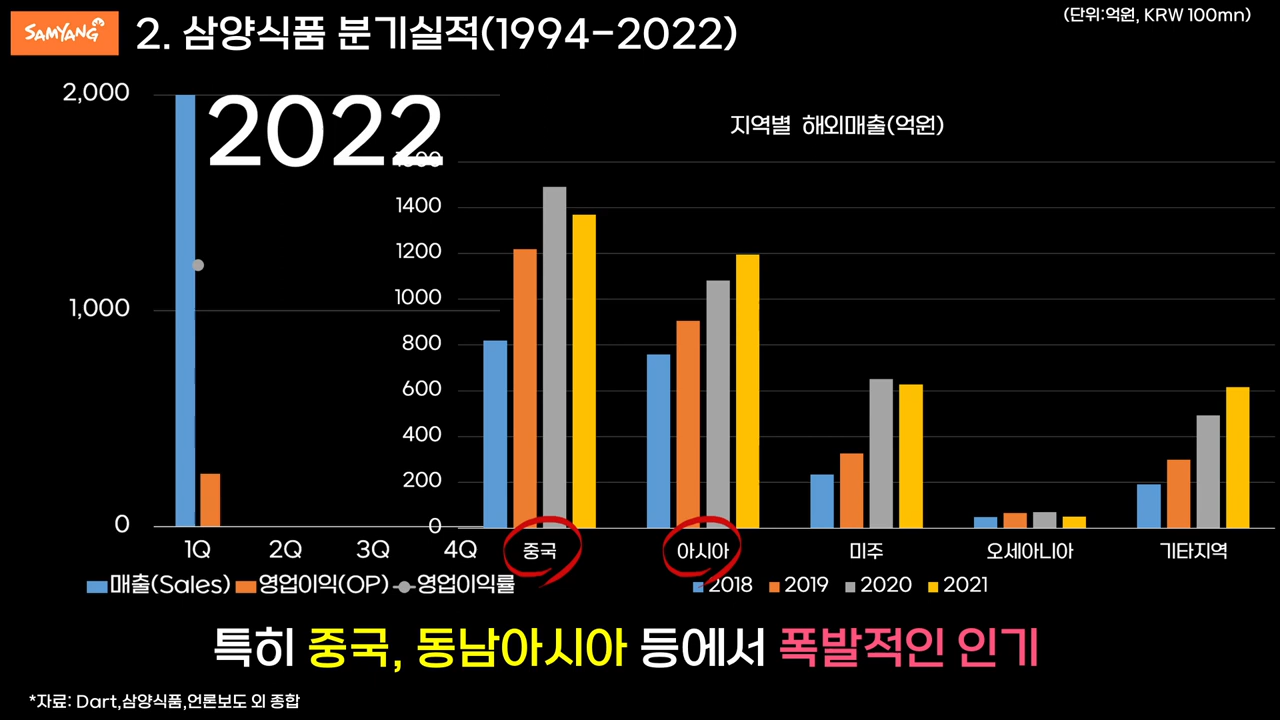 SAMYANG
2. 삼양식품 분기실적(1994-2022)
(단위:억원, KRW 100mn)
2,000
1,000
0
2022
1Q 2Q 3Q 4Q
매출(Sales) 영업이익(OP) 영업이익률
지역별 해외매출(억원)
1600
1400
1200
1000
800
600
400
200
0
중국 아시아 미주 오세아니아 기타지역
2018 2019 2020 2021
특히 중국, 동남아시아 등에서 폭발적인 인기
*자료: Dart,삼양식품,언론보도 외 종합